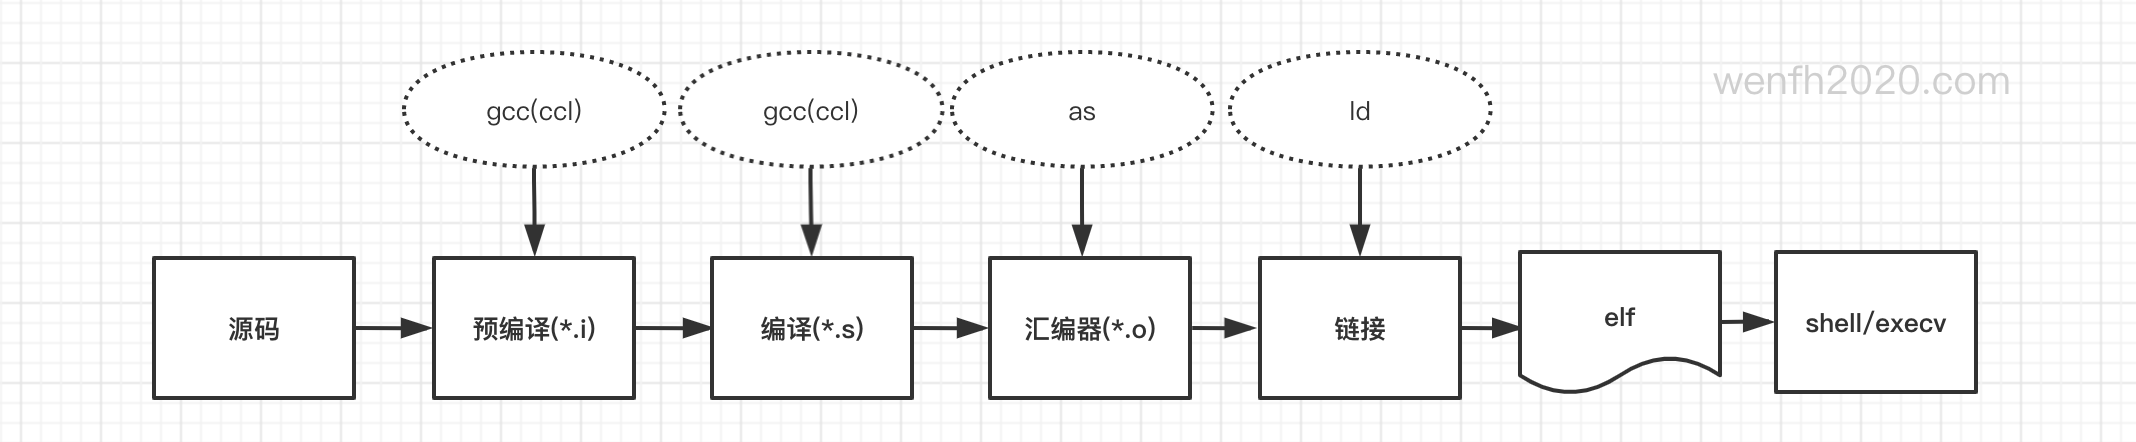 gcc(ccl)
gcc(ccl)
as
ld
wenfh2020.com
源码
预编译(*.i)
编译(*.s)
汇编器(*.o)
链接
elf
shell/execv